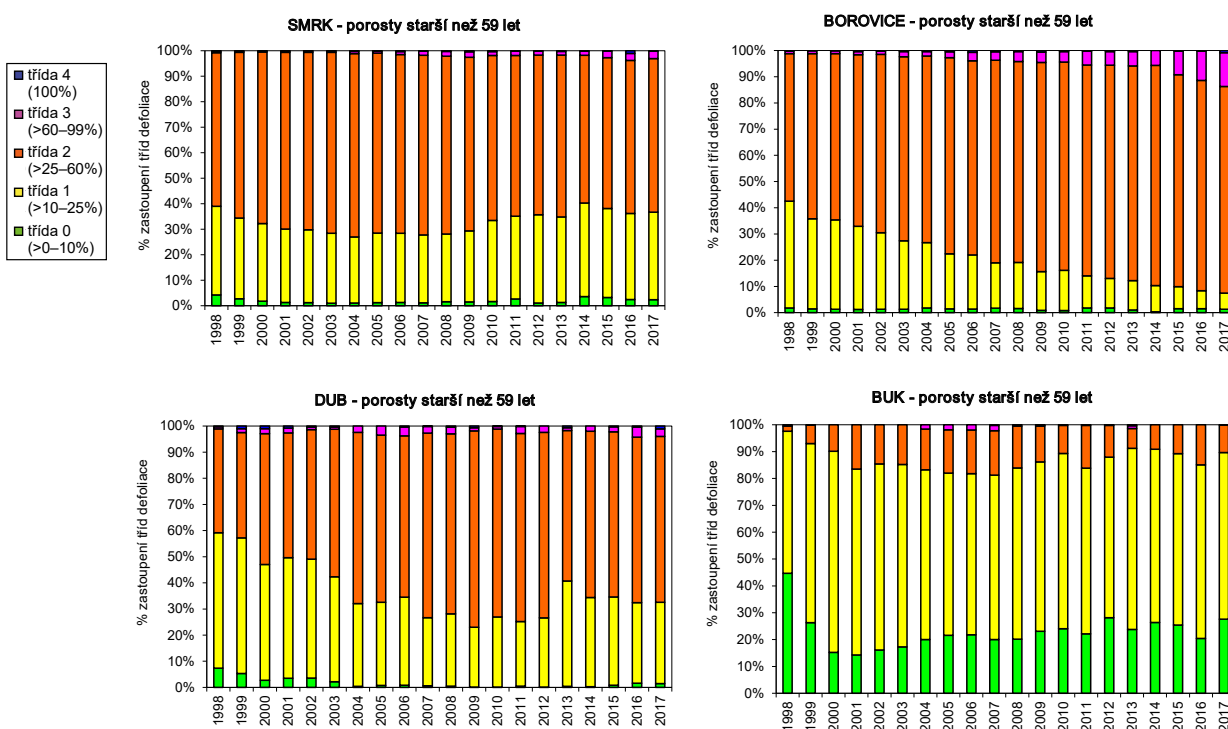 třída 4
(100%)
třída 3
(>60–99%)
třída 2
(>25–60%)
třída 1
(>10–25%)
třída 0
(>0–10%)
SMRK - porosty starší než 59 let
% zastoupení tříd defoliace
100%
90%
80%
70%
60%
50%
40%
30%
20%
10%
0%
1998 1999 2000 2001 2002 2003 2004 2005 2006 2007 2008 2009 2010 2011 2012 2013 2014 2015 2016 2017
BOROVICE - porosty starší než 59 let
% zastoupení tříd defoliace
100%
90%
80%
70%
60%
50%
40%
30%
20%
10%
0%
1998 1999 2000 2001 2002 2003 2004 2005 2006 2007 2008 2009 2010 2011 2012 2013 2014 2015 2016 2017
DUB - porosty starší než 59 let
% zastoupení tříd defoliace
100%
90%
80%
70%
60%
50%
40%
30%
20%
10%
0%
1998 1999 2000 2001 2002 2003 2004 2005 2006 2007 2008 2009 2010 2011 2012 2013 2014 2015 2016 2017
BUK - porosty starší než 59 let
% zastoupení tříd defoliace
100%
90%
80%
70%
60%
50%
40%
30%
20%
10%
0%
1998 1999 2000 2001 2002 2003 2004 2005 2006 2007 2008 2009 2010 2011 2012 2013 2014 2015 2016 2017